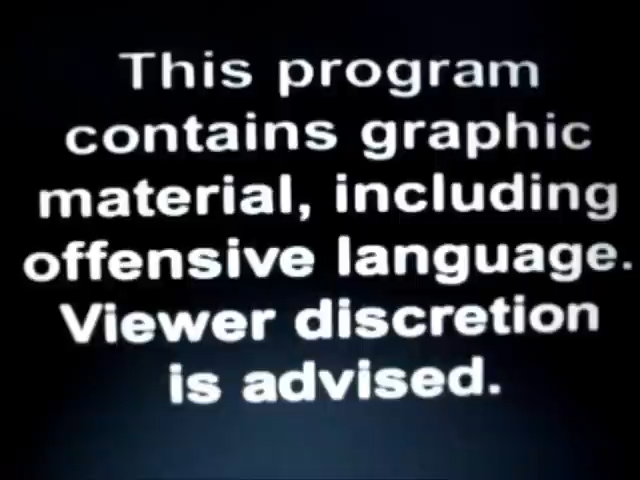 This program
contains graphic
material, including
offensive language.
Viewer discretion
is advised.